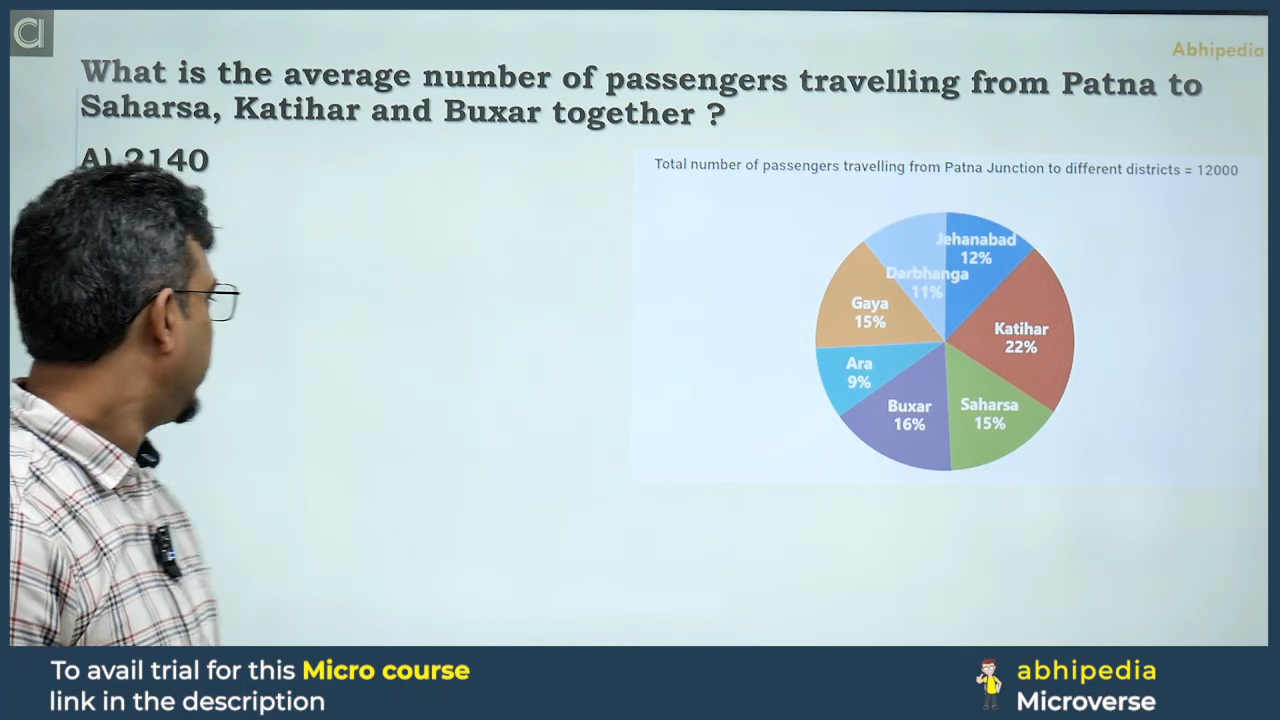 Abhipedia
What is the average number of passengers travelling from Patna to
Saharsa, Katihar and Buxar together ?
A) 2140
Total number of passengers travelling from Patna Junction to different districts = 12000
Jehanabad
12%
Darbhanga
11%
Gaya
15%
Katihar
22%
Ara
9%
Buxar
16%
Saharsa
15%
To avail trial for this Micro course
link in the description
abhipedia
Microverse